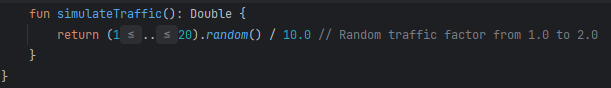 fun simulateTraffic(): Double {
return (1 ≤ .. ≤ 20).random() / 10.0 // Random traffic factor from 1.0 to 2.0
}
}